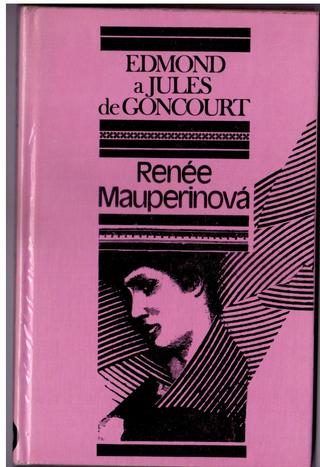 EDMOND
a JULES
de GONCOURT
Renée
Mauperinová